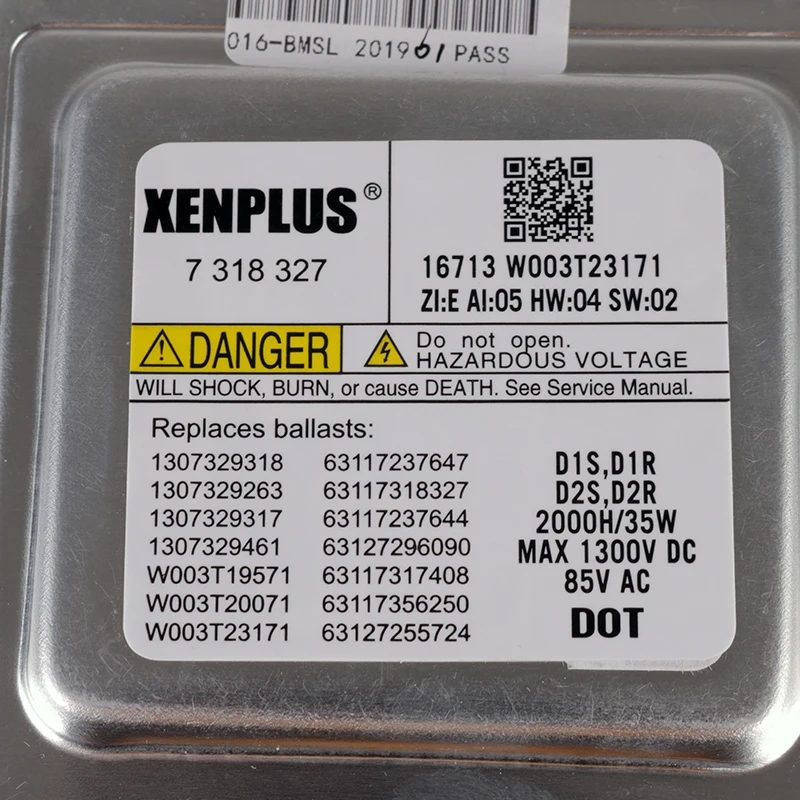 016-BMSL 201901 PASS
XENPLUS®
7 318 327
16713 W003T23171
ZI:E AI:05 HW:04 SW:02
DANGER
Do not open.
HAZARDOUS VOLTAGE
WILL SHOCK, BURN, or cause DEATH. See Service Manual.
Replaces ballasts:
1307329318 63117237647
1307329263 63117318327
1307329317 63117237644
1307329461 63127296090
W003T19571 63117317408
W003T20071 63117356250
W003T23171 63127255724
D1S,D1R
D2S,D2R
2000H/35W
MAX 1300V DC
85V AC
DOT